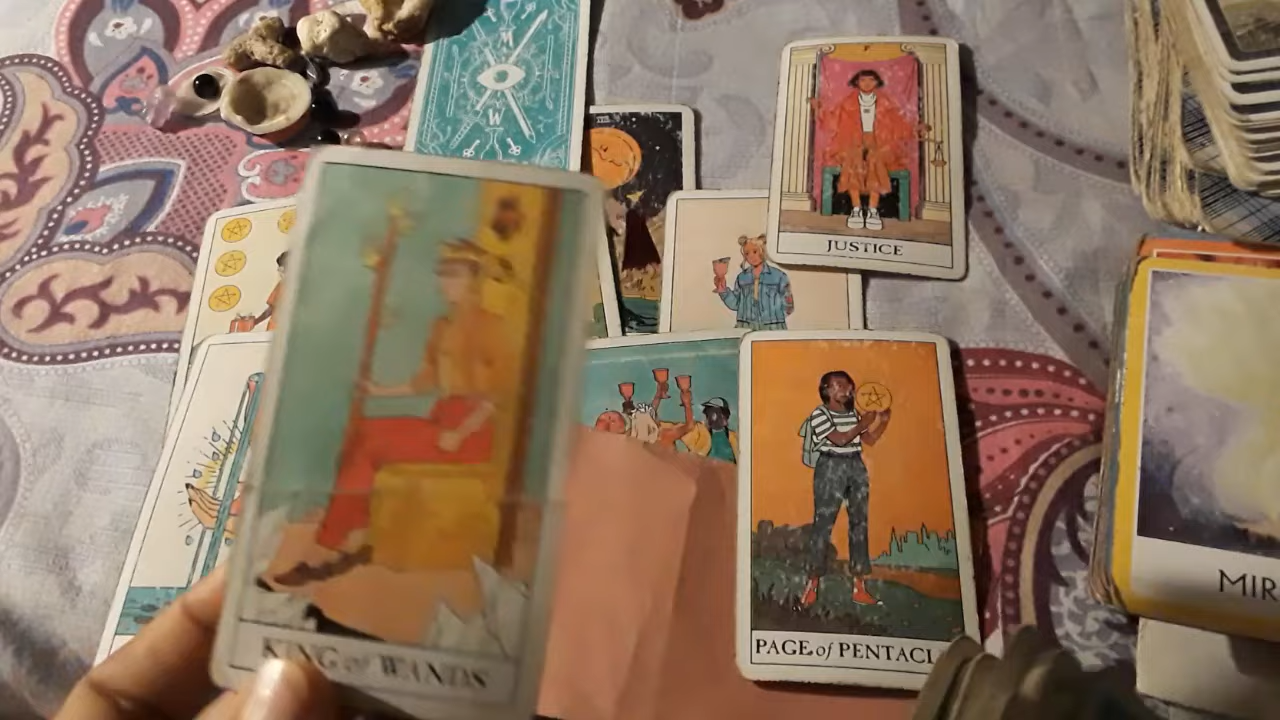 M
W
JUSTICE
KING of WANDS
PAGE of PENTACL
MIR